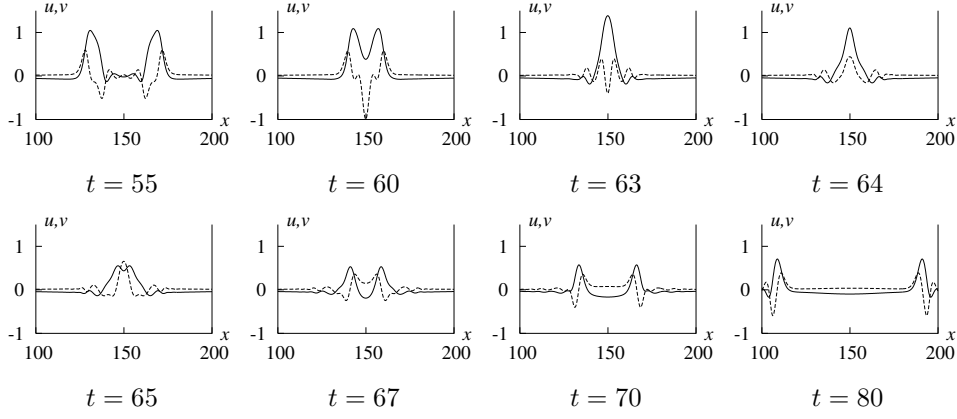 u,v u,v u,v u,v
1 1 1 1
0 0 0 0
-1 -1 -1 -1
x x x x
100 150 200 100 150 200 100 150 200 100 150 200
t = 55 t = 60 t = 63 t = 64
u,v u,v u,v u,v
1 1 1 1
0 0 0 0
-1 -1 -1 -1
x x x x
100 150 200 100 150 200 100 150 200 100 150 200
t = 65 t = 67 t = 70 t = 80